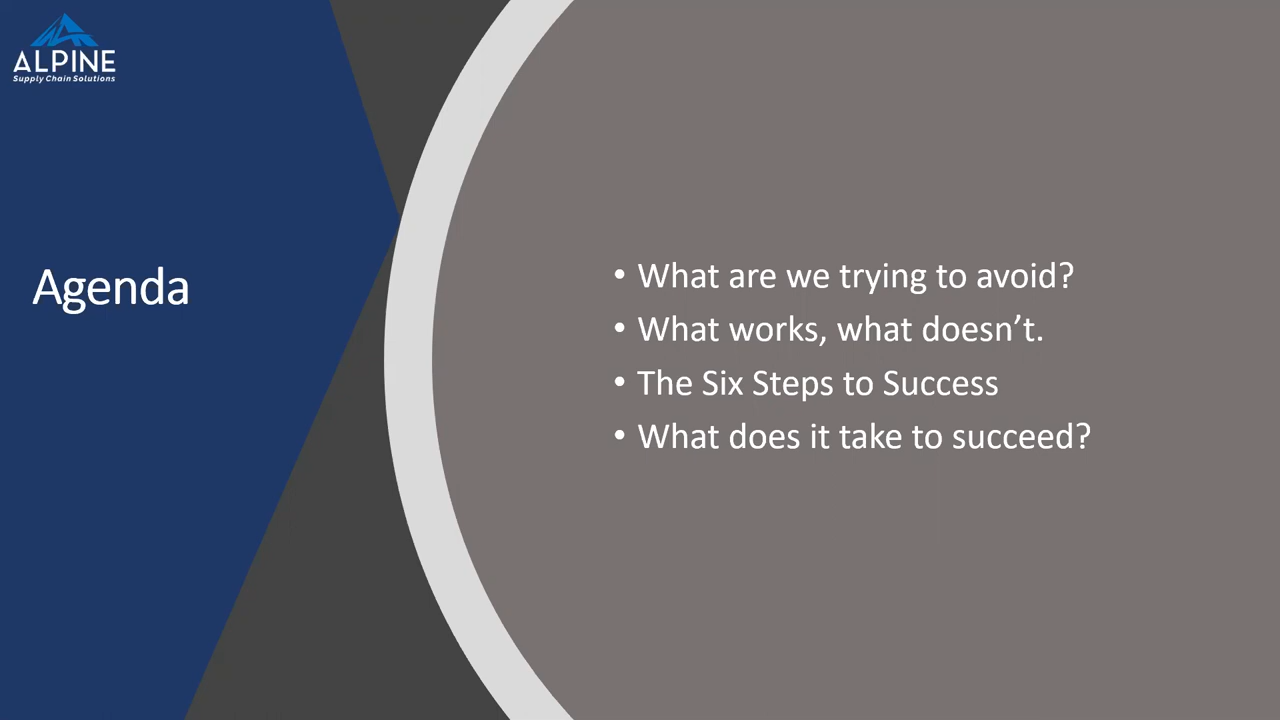 ALPINE
Supply Chain Solutions
Agenda
• What are we trying to avoid?
• What works, what doesn’t.
• The Six Steps to Success
• What does it take to succeed?